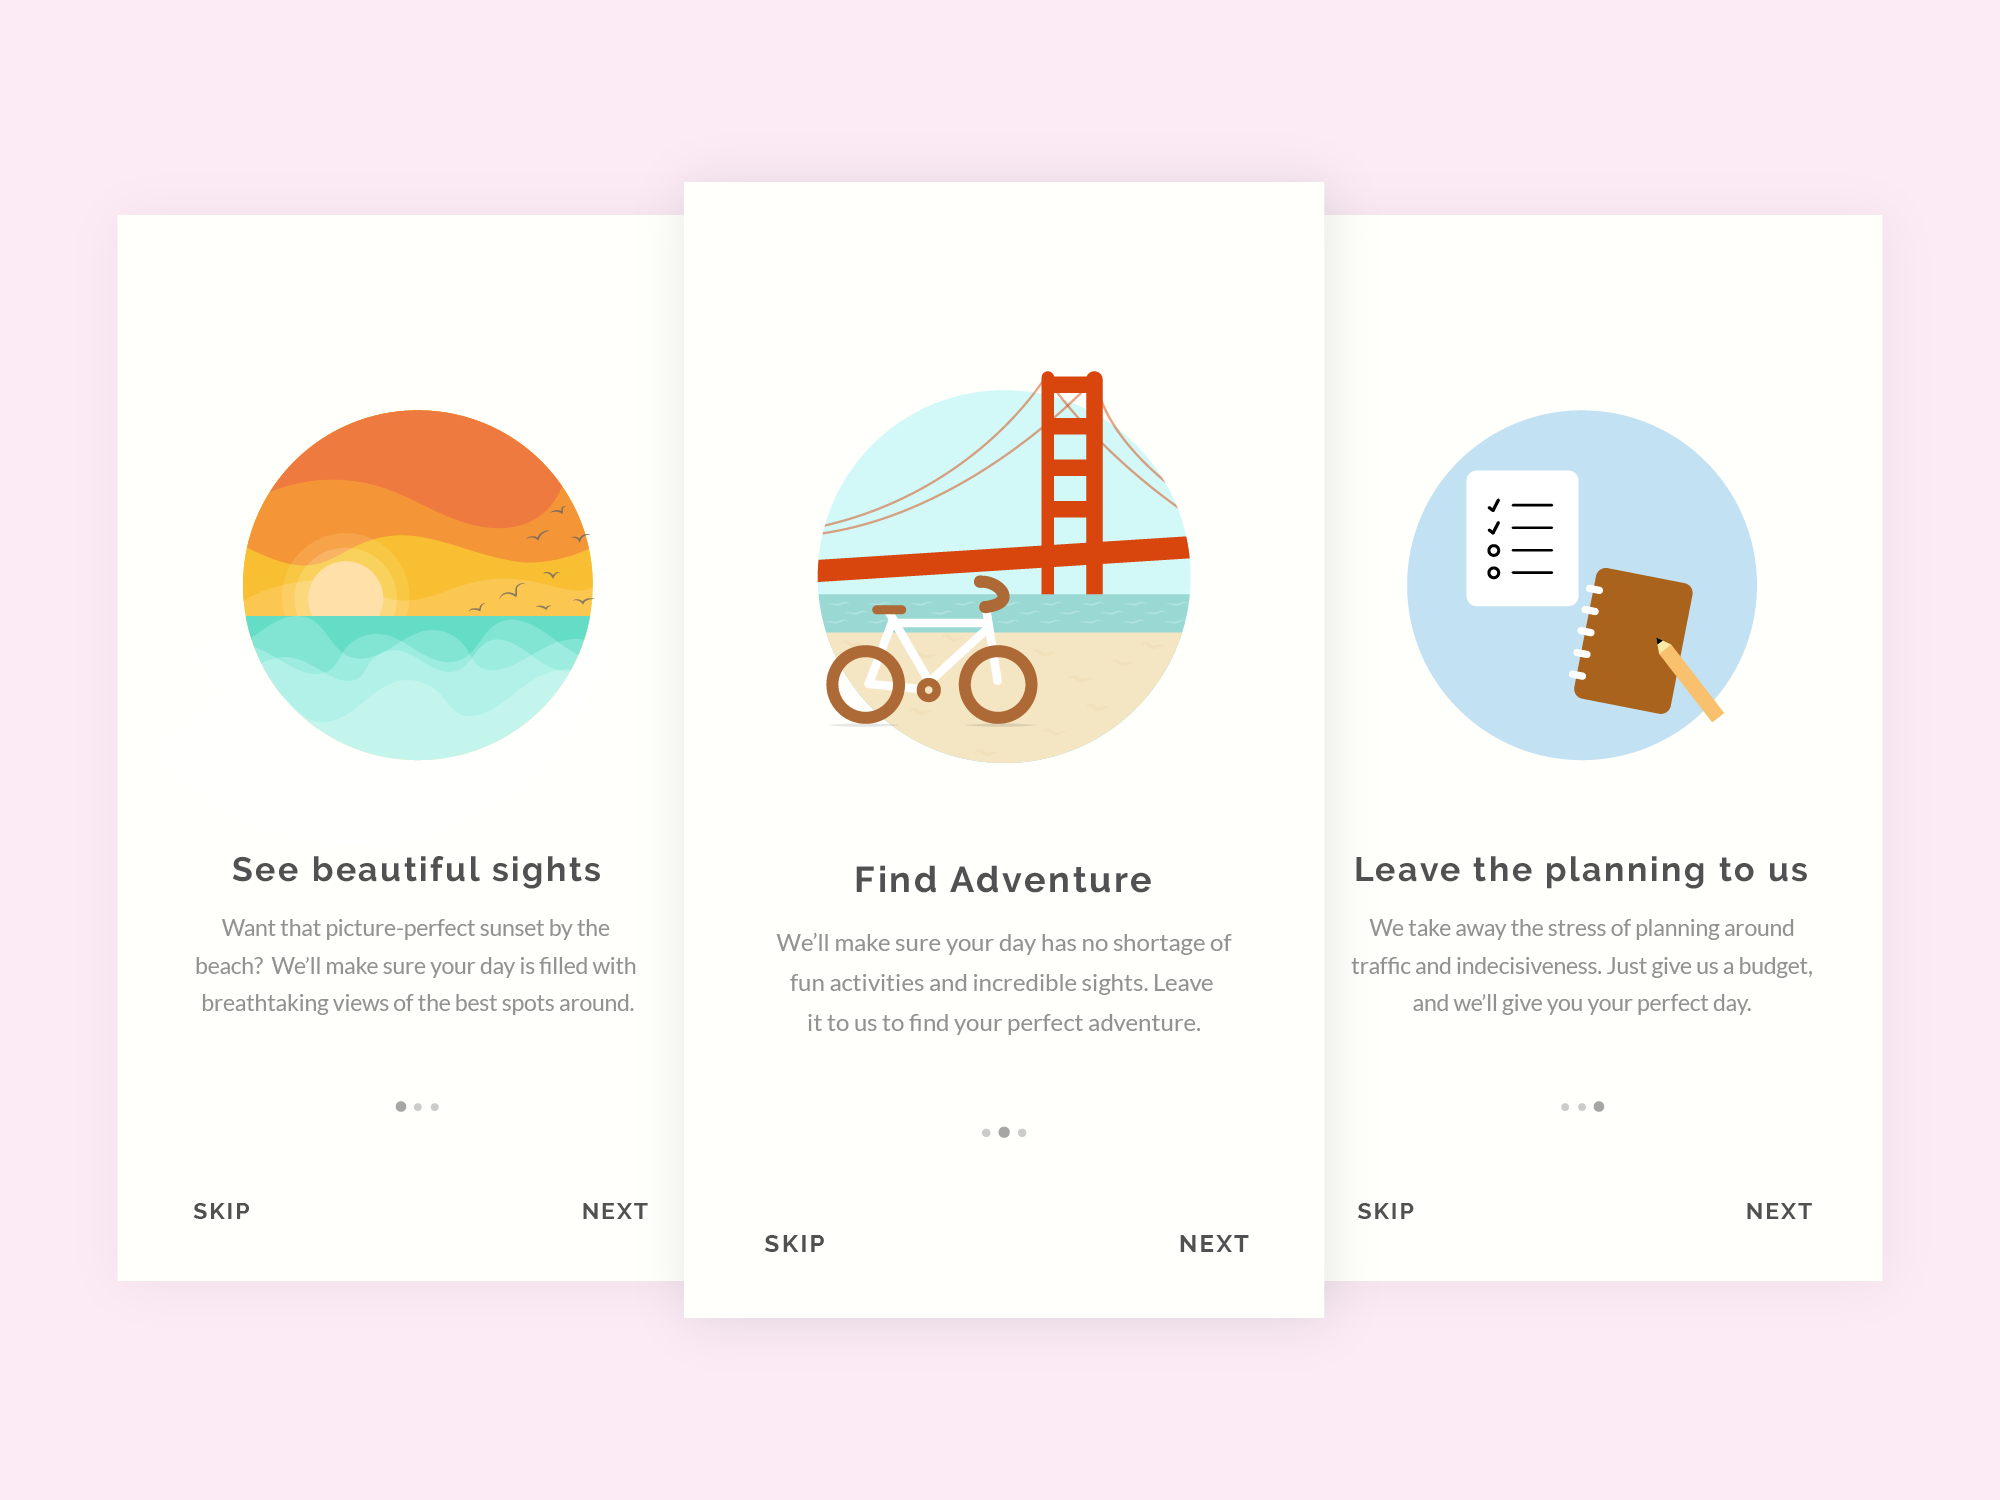 See beautiful sights
Want that picture-perfect sunset by the
beach? We’ll make sure your day is filled with
breathtaking views of the best spots around.
SKIP
NEXT
Find Adventure
We’ll make sure your day has no shortage of
fun activities and incredible sights. Leave
it to us to find your perfect adventure.
SKIP
NEXT
Leave the planning to us
We take away the stress of planning around
traffic and indecisiveness. Just give us a budget,
and we’ll give you your perfect day.
SKIP
NEXT